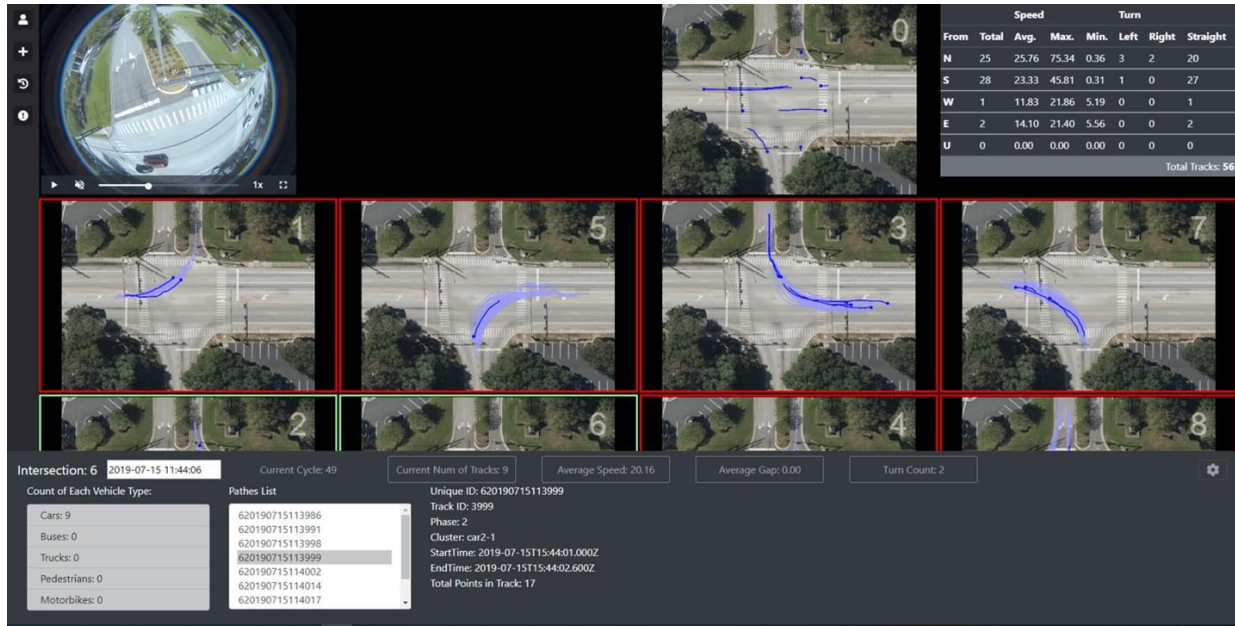 0
Speed Turn
From Total Avg. Max. Min. Left Right Straight
N 25 25.76 75.34 0.36 3 2 20
S 28 23.33 45.81 0.31 1 0 27
W 1 11.83 21.86 5.19 0 0 1
E 2 14.10 21.40 5.56 0 0 2
U 0 0.00 0.00 0.00 0 0 0
Total Tracks: 56
1x
1 5 3 7
2 6 4 8
Intersection: 6 2019-07-15 11:44:06 Current Cycle: 49 Current Num of Tracks: 9 Average Speed: 20.16 Average Gap: 0.00 Turn Count: 2
Count of Each Vehicle Type:
Cars: 9
Buses: 0
Trucks: 0
Pedestrians: 0
Motorbikes: 0
Pathes List
620190715113986
620190715113991
620190715113998
620190715113999
620190715114002
620190715114014
620190715114017
Unique ID: 620190715113999
Track ID: 3999
Phase: 2
Cluster: car2-1
StartTime: 2019-07-15T15:44:01.000Z
EndTime: 2019-07-15T15:44:02.600Z
Total Points in Track: 17